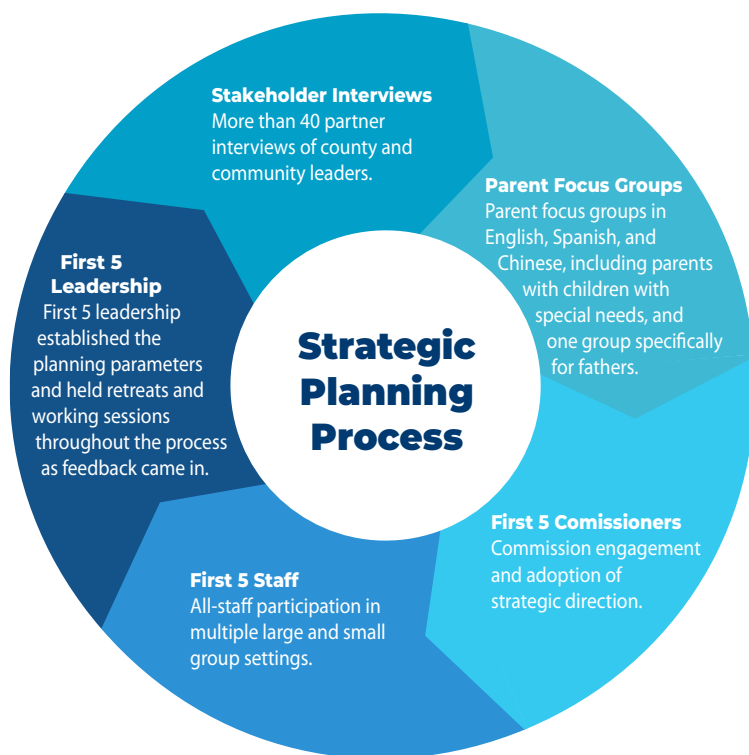 Stakeholder Interviews
More than 40 partner
interviews of county and
community leaders.
Parent Focus Groups
Parent focus groups in
English, Spanish, and
Chinese, including parents
with children with
special needs, and
one group specifically
for fathers.
First 5 Comissioners
Commission engagement
and adoption of
strategic direction.
First 5 Staff
All-staff participation in
multiple large and small
group settings.
First 5
Leadership
First 5 leadership
established the
planning parameters
and held retreats and
working sessions
throughout the process
as feedback came in.
Strategic
Planning
Process